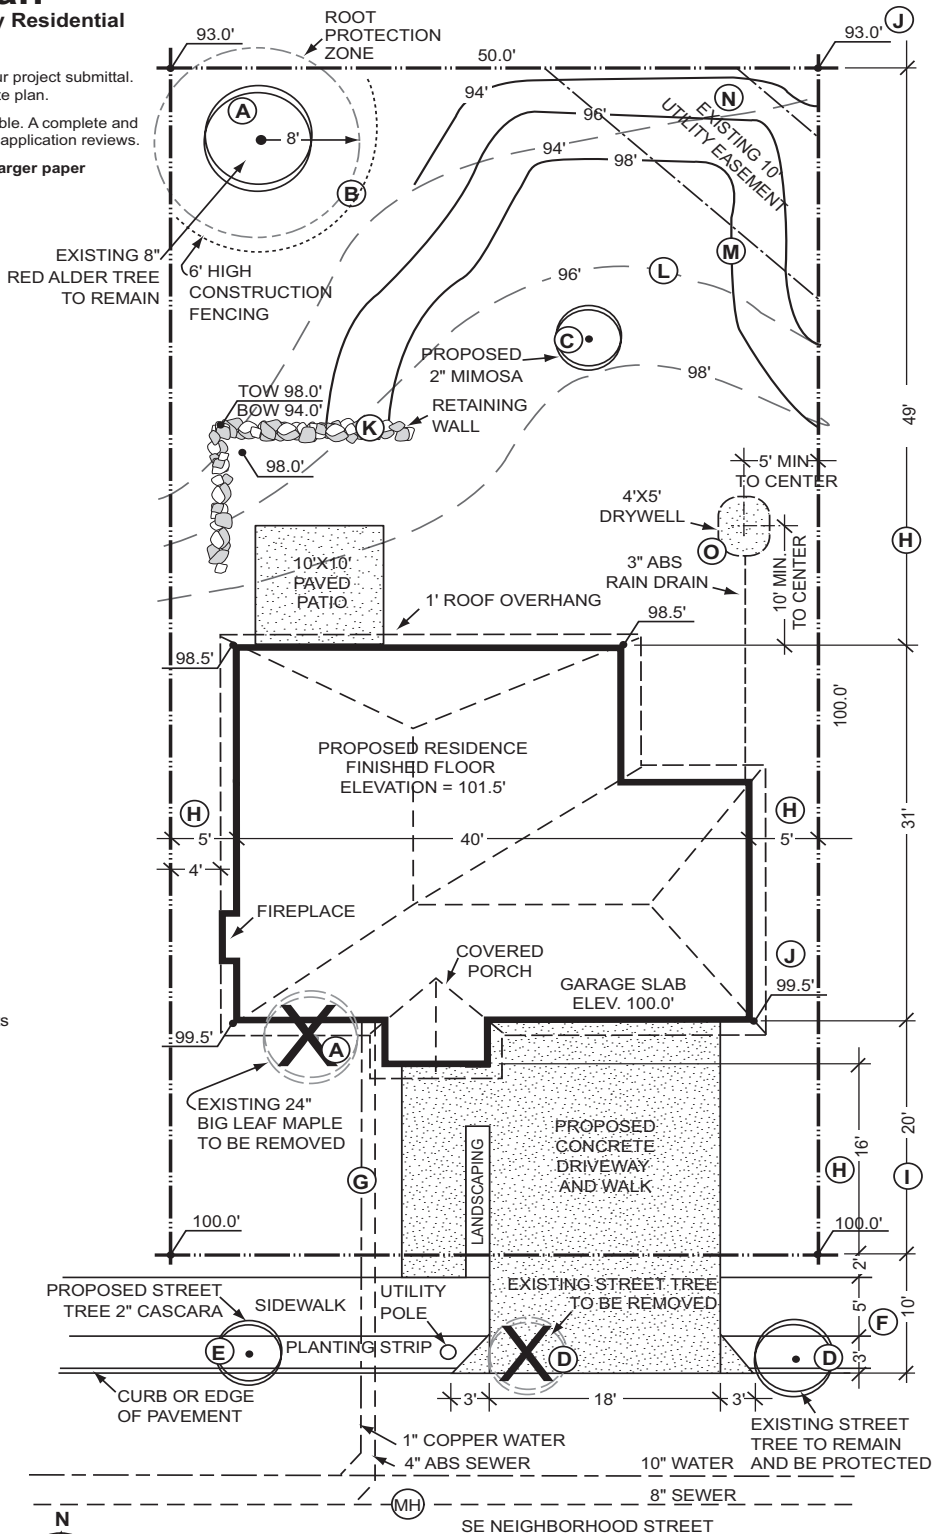 y Residential
ur project submittal.
te plan.
ble. A complete and
application reviews.
arger paper
ROOT
PROTECTION
ZONE
93.0'
50.0'
93.0'
J
A
8'
B
94'
96'
94'
98'
N
EXISTING 10'
UTILITY EASEMENT
EXISTING 8"
RED ALDER TREE
TO REMAIN
6' HIGH
CONSTRUCTION
FENCING
96'
L
M
C
PROPOSED
2" MIMOSA
98'
49'
TOW 98.0'
BOW 94.0'
K
RETAINING
WALL
98.0'
5' MIN.
TO CENTER
4'X5'
DRYWELL
O
H
10'X10'
PAVED
PATIO
3" ABS
RAIN DRAIN
10' MIN.
TO CENTER
1' ROOF OVERHANG
98.5'
98.5'
100.0'
PROPOSED RESIDENCE
FINISHED FLOOR
ELEVATION = 101.5'
H
H
5'
40'
5'
31'
4'
FIREPLACE
COVERED
PORCH
J
GARAGE SLAB
ELEV. 100.0'
99.5'
s
99.5'
A
EXISTING 24"
BIG LEAF MAPLE
TO BE REMOVED
PROPOSED
CONCRETE
DRIVEWAY
AND WALK
LANDSCAPING
G
16'
20'
H
I
100.0'
100.0'
2'
PROPOSED STREET
TREE 2" CASCARA
SIDEWALK
UTILITY
POLE
EXISTING STREET TREE
TO BE REMOVED
5'
10'
F
E
PLANTING STRIP
D
D
3'
CURB OR EDGE
OF PAVEMENT
3'
18'
3'
EXISTING STREET
TREE TO REMAIN
AND BE PROTECTED
1" COPPER WATER
4" ABS SEWER
10" WATER
8" SEWER
MH
N
SE NEIGHBORHOOD STREET